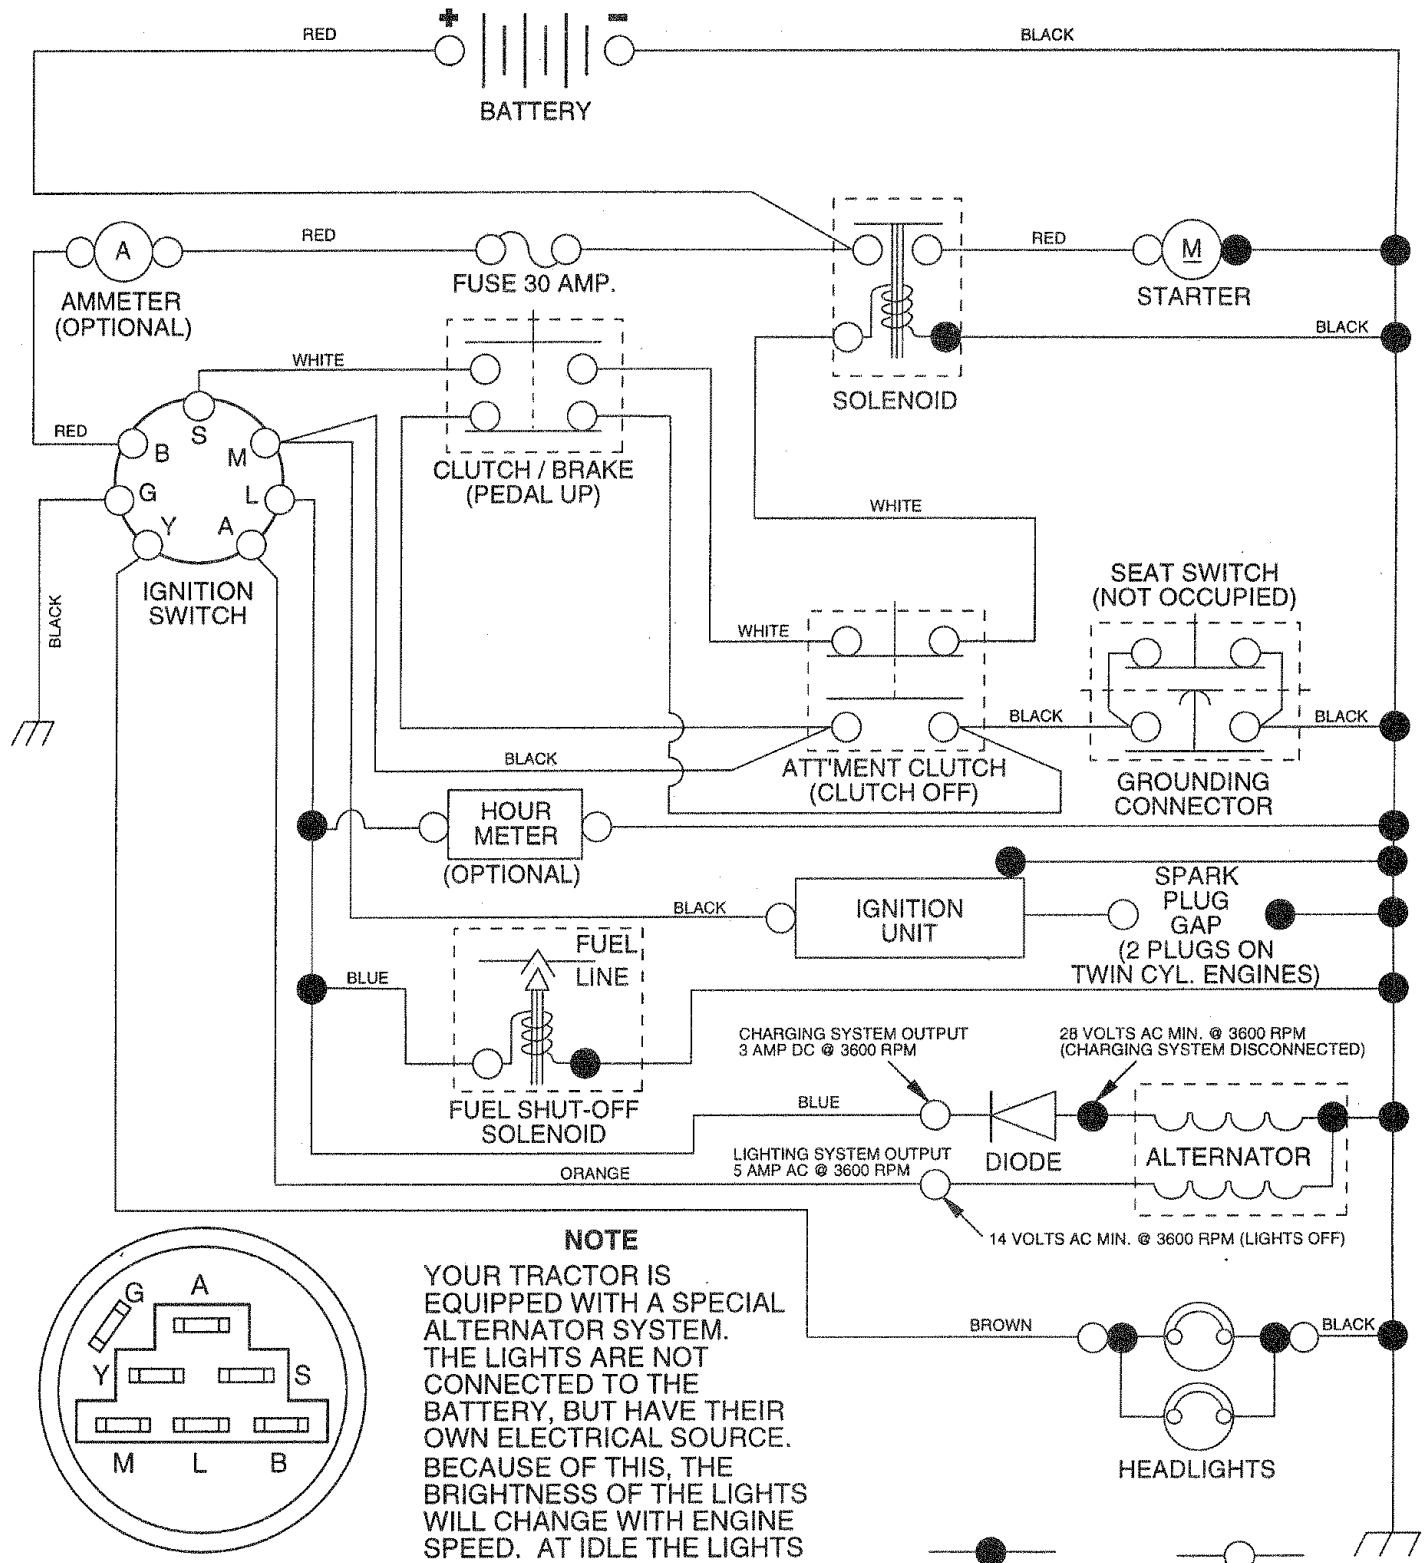 + -
RED
BLACK
BATTERY
A
RED
FUSE 30 AMP.
RED
M
STARTER
AMMETER
(OPTIONAL)
BLACK
SOLENOID
WHITE
RED
S
B
M
G
L
Y
A
IGNITION
SWITCH
BLACK
CLUTCH / BRAKE
(PEDAL UP)
WHITE
WHITE
SEAT SWITCH
(NOT OCCUPIED)
BLACK
BLACK
BLACK
ATT'MENT CLUTCH
(CLUTCH OFF)
GROUNDING
CONNECTOR
HOUR
METER
(OPTIONAL)
BLACK
IGNITION
UNIT
SPARK
PLUG
GAP
(2 PLUGS ON
TWIN CYL. ENGINES)
FUEL
LINE
BLUE
FUEL SHUT-OFF
SOLENOID
CHARGING SYSTEM OUTPUT
3 AMP DC @ 3600 RPM
28 VOLTS AC MIN. @ 3600 RPM
(CHARGING SYSTEM DISCONNECTED)
BLUE
DIODE
ALTERNATOR
LIGHTING SYSTEM OUTPUT
5 AMP AC @ 3600 RPM
ORANGE
14 VOLTS AC MIN. @ 3600 RPM (LIGHTS OFF)
BROWN
BLACK
HEADLIGHTS
G
A
Y
S
M L B
NOTE
YOUR TRACTOR IS
EQUIPPED WITH A SPECIAL
ALTERNATOR SYSTEM.
THE LIGHTS ARE NOT
CONNECTED TO THE
BATTERY, BUT HAVE THEIR
OWN ELECTRICAL SOURCE.
BECAUSE OF THIS, THE
BRIGHTNESS OF THE LIGHTS
WILL CHANGE WITH ENGINE
SPEED. AT IDLE THE LIGHTS